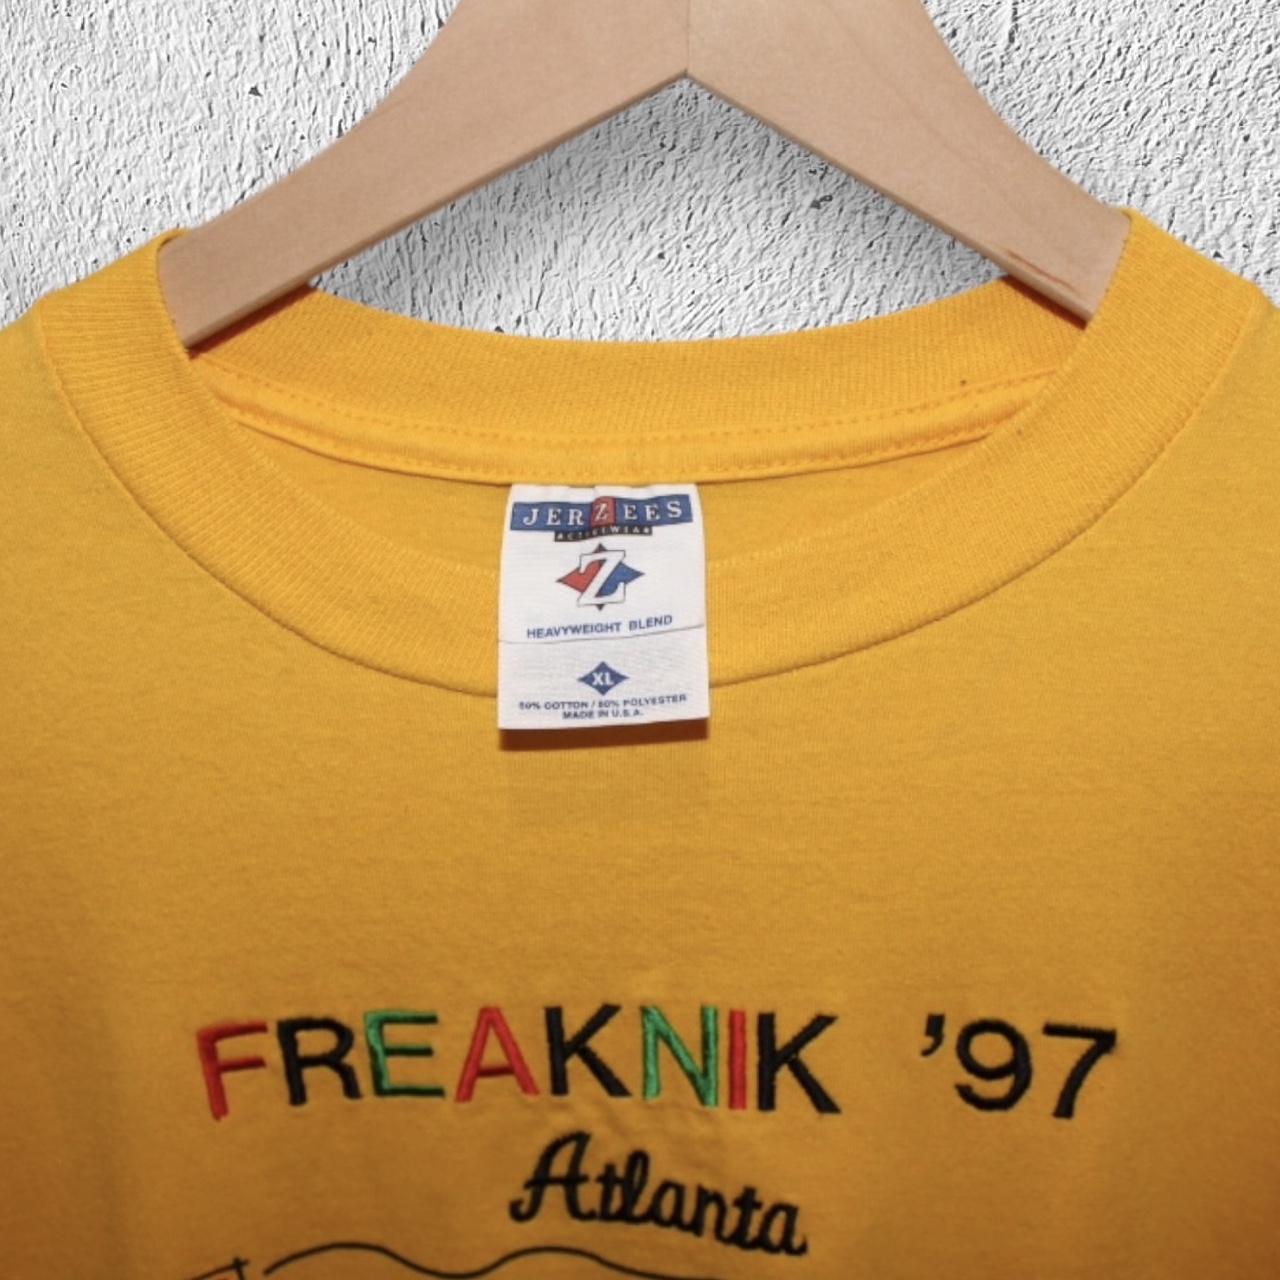 JERZEES
ACTIVEWEAR
Z
HEAVYWEIGHT BLEND
XL
50% COTTON / 50% POLYESTER
MADE IN U.S.A.
FREAKNIK ’97
Atlanta